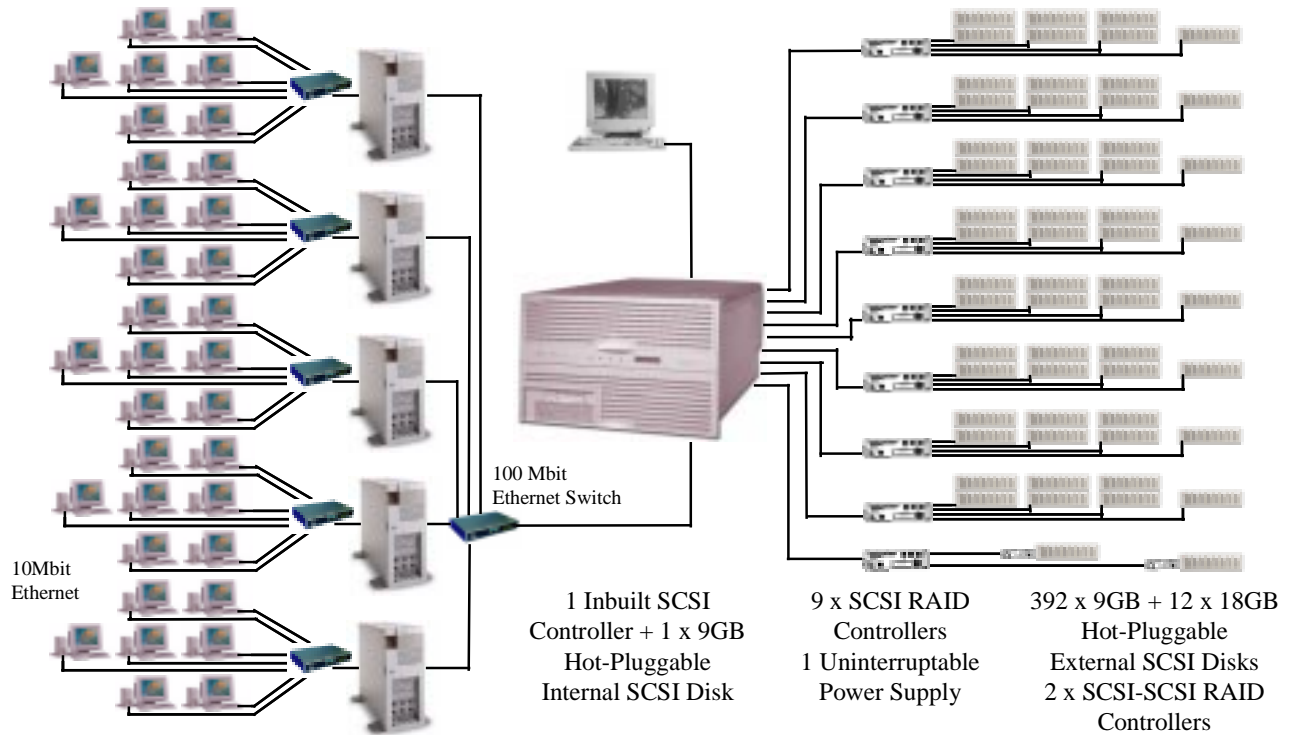 100 Mbit
Ethernet Switch
10Mbit
Ethernet
1 Inbuilt SCSI
Controller + 1 x 9GB
Hot-Pluggable
Internal SCSI Disk
9 x SCSI RAID
Controllers
1 Uninterruptable
Power Supply
392 x 9GB + 12 x 18GB
Hot-Pluggable
External SCSI Disks
2 x SCSI-SCSI RAID
Controllers